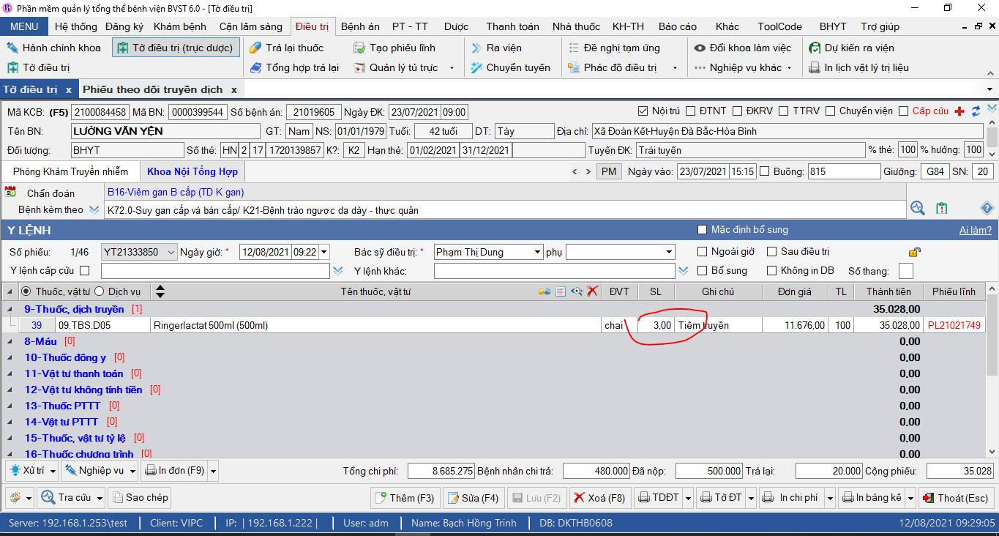 Phần mềm quản lý tổng thể bệnh viện BVST 6.0 - [Tờ điều trị]
MENU Hệ thống Đăng ký Khám bệnh Cận lâm sàng Điều trị Bệnh án PT - TT Dược Thanh toán Nhà thuốc KH-TH Báo cáo Khác ToolCode BHYT Trợ giúp
Hành chính khoa Tờ điều trị (trực dược) Trả lại thuốc Tạo phiếu lĩnh Ra viện Đề nghị tạm ứng Đổi khoa làm việc Dự kiến ra viện
Tờ điều trị Tổng hợp trả lại Quản lý tủ trực Chuyển tuyến Phác đồ điều trị Nghiệp vụ khác In lịch vật lý trị liệu
Tờ điều trị x Phiếu theo dõi truyền dịch x
Mã KCB: (F5) 2100084458 Mã BN: 0000399544 Số bệnh án: 21019605 Ngày ĐK: 23/07/2021 09:00 Nội trú ĐTNT ĐKRV TTRV Chuyển viện Cấp cứu
Tên BN: LƯỜNG VĂN YỆN GT: Nam NS: 01/01/1979 Tuổi: 42 tuổi DT: Tày Địa chỉ: Xã Đoàn Kết-Huyện Đà Bắc-Hòa Bình
Đối tượng: BHYT Số thẻ: HN 2 17 1720139857 K?: K2 Hạn thẻ: 01/02/2021 31/12/2021 Tuyến ĐK: Trái tuyến % thẻ: 100 % hưởng: 100
Phòng Khám Truyền nhiễm Khoa Nội Tổng Hợp < > PM Ngày vào: 23/07/2021 15:15 Buồng: 815 Giường: G84 SN: 20
Chẩn đoán B16-Viêm gan B cấp (TD K gan)
Bệnh kèm theo K72.0-Suy gan cấp và bán cấp/ K21-Bệnh trào ngược dạ dày - thực quản
Y LỆNH Mặc định bổ sung Ai làm?
Số phiếu: 1/46 YT21333850 Ngày giờ: * 12/08/2021 09:22 Bác sỹ điều trị: * Phạm Thị Dung phụ Ngoài giờ Sau điều trị
Y lệnh cấp cứu Y lệnh khác: Bổ sung Không in DB Số thang:
Thuốc, vật tư Dịch vụ Tên thuốc, vật tư ĐVT SL Ghi chú Đơn giá TL Thành tiền Phiếu lĩnh
9-Thuốc, dịch truyền [1] 35.028,00
39 09.TBS.D05 Ringerlactat 500ml (500ml) chai 3,00 Tiêm truyền 11.676,00 100 35.028,00 PL21021749
8-Máu [0] 0.00
10-Thuốc đông y [0] 0.00
11-Vật tư thanh toán [0] 0.00
12-Vật tư không tính tiền [0] 0.00
13-Thuốc PTTT [0] 0.00
14-Vật tư PTTT [0] 0.00
15-Thuốc, vật tư tỷ lệ [0] 0.00
16-Thuốc chương trình [0] 0.00
Xử trí Nghiệp vụ In đơn (F9) Tổng chi phí: 8.685.275 Bệnh nhân chi trả: 480.000 Đã nộp: 500.000 Trả lại: 20.000 Cộng phiếu: 35.028
Tra cứu Sao chép Thêm (F3) Sửa (F4) Lưu (F2) Xoá (F8) TDĐT Tờ ĐT In chi phí In bảng kê Thoát (Esc)
Server: 192.168.1.253\test Client: VIPC IP: | 192.168.1.222 | User: adm Name: Bạch Hồng Trinh DB: DKTHB0608 12/08/2021 09:29:05